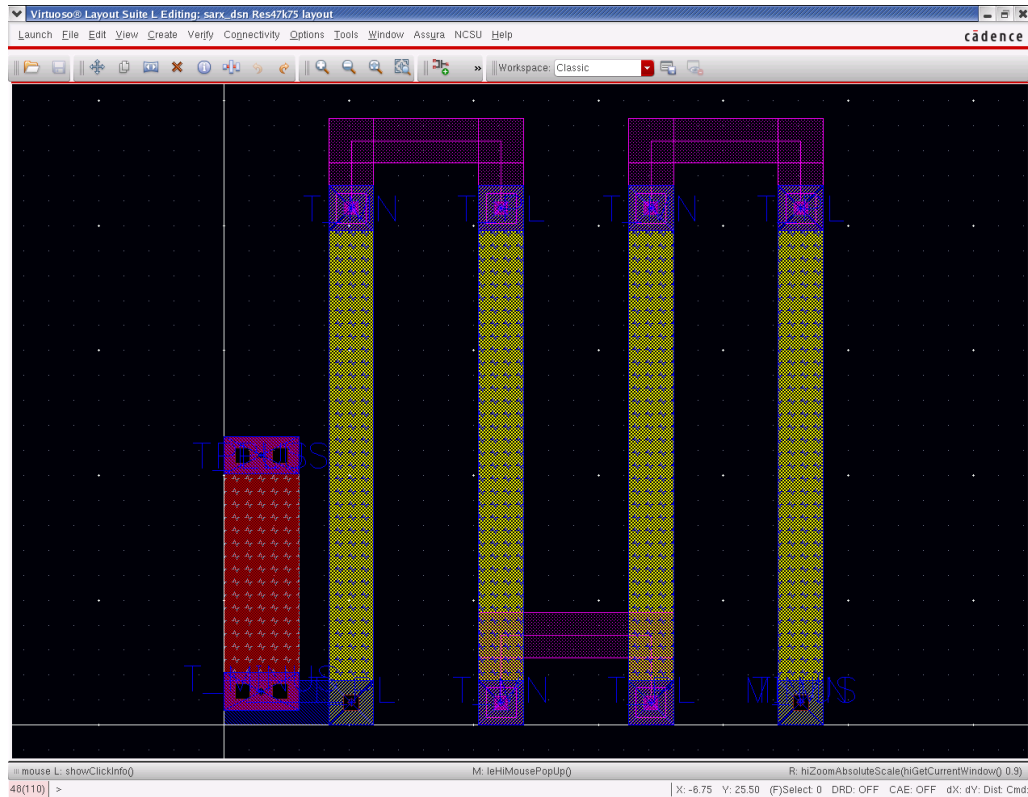 Virtuoso® Layout Suite L Editing: sarx_dsn Res47k75 layout
Launch File Edit View Create Verify Connectivity Options Tools Window Assura NCSU Help
cādence
» Workspace: Classic
mouse L: showClickInfo() M: leHiMousePopUp() R: hiZoomAbsoluteScale(hiGetCurrentWindow() 0.9)
48(110) > X: -6.75 Y: 25.50 (F)Select: 0 DRD: OFF CAE: OFF dX: dY: Dist: Cmd: